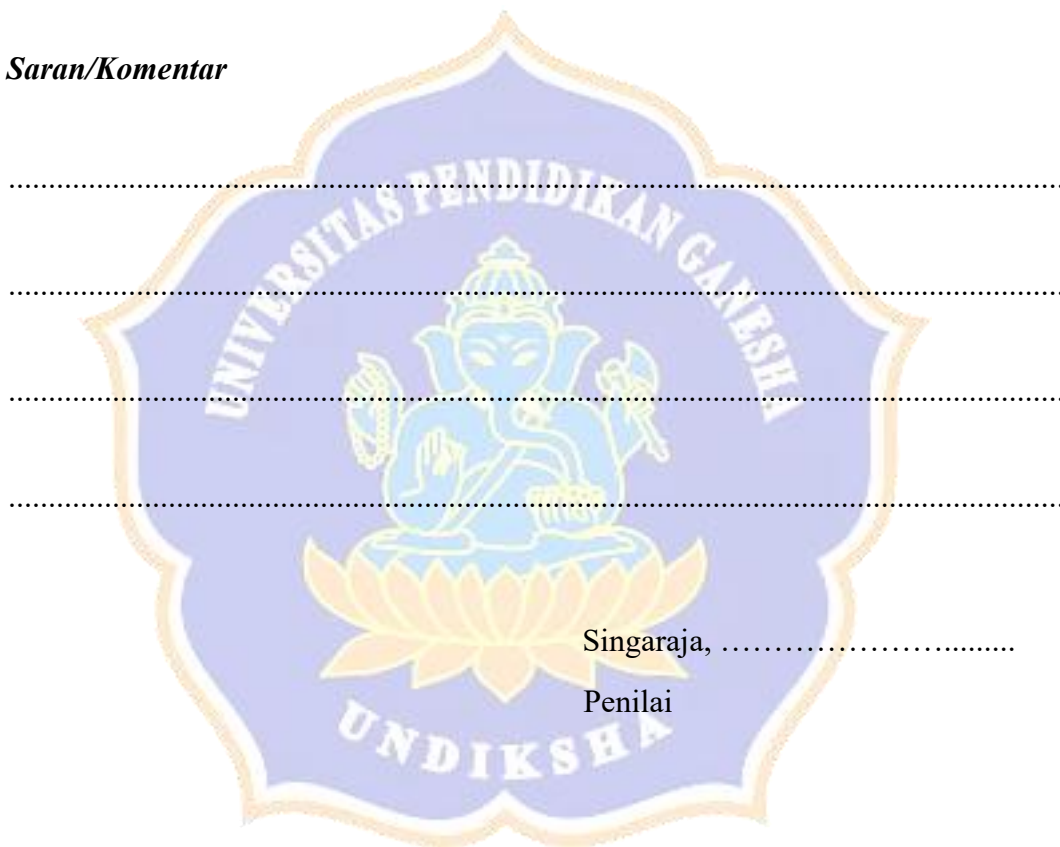 Saran/Komentar
....................................................................................................................................
....................................................................................................................................
....................................................................................................................................
....................................................................................................................................
UNIVERSITAS PENDIDIKAN GANESHA
Singaraja, …………………..........
Penilai
UNDIKSHA